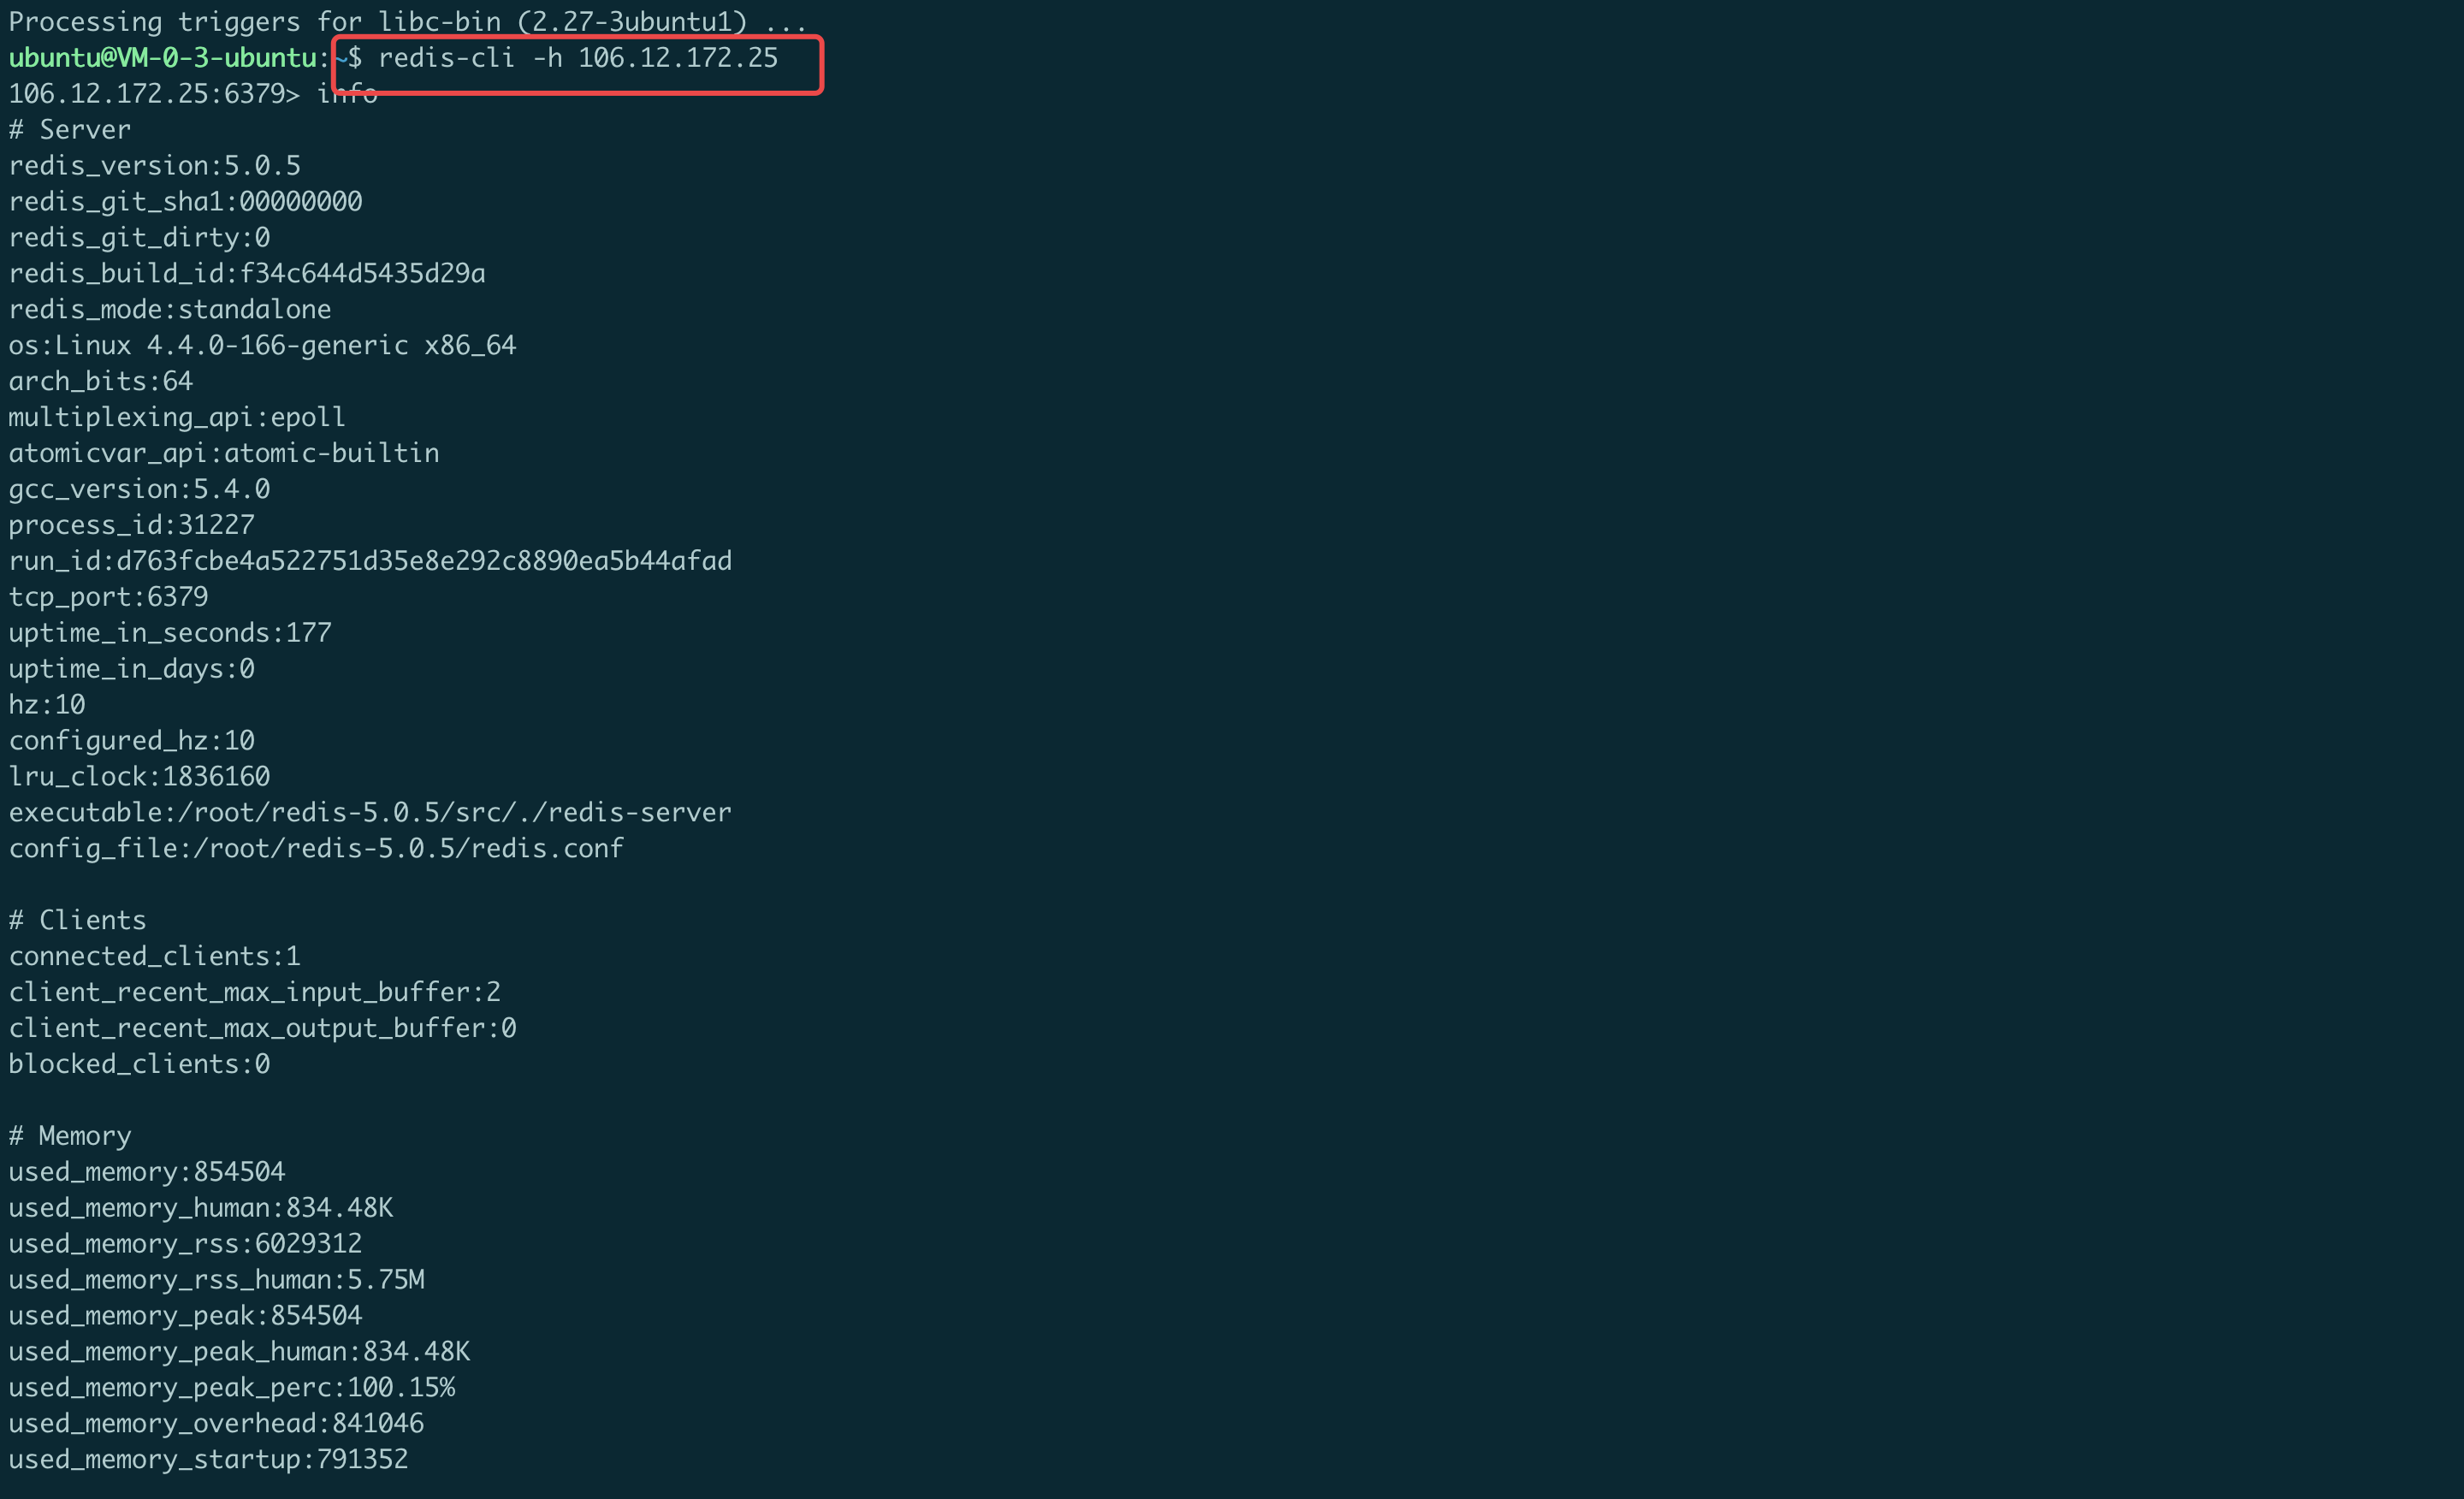 Processing triggers for libc-bin (2.27-3ubuntu1) ...
ubuntu@VM-0-3-ubuntu:~$ redis-cli -h 106.12.172.25
106.12.172.25:6379> info
# Server
redis_version:5.0.5
redis_git_sha1:00000000
redis_git_dirty:0
redis_build_id:f34c644d5435d29a
redis_mode:standalone
os:Linux 4.4.0-166-generic x86_64
arch_bits:64
multiplexing_api:epoll
atomicvar_api:atomic-builtin
gcc_version:5.4.0
process_id:31227
run_id:d763fcbe4a522751d35e8e292c8890ea5b44afad
tcp_port:6379
uptime_in_seconds:177
uptime_in_days:0
hz:10
configured_hz:10
lru_clock:1836160
executable:/root/redis-5.0.5/src/./redis-server
config_file:/root/redis-5.0.5/redis.conf

# Clients
connected_clients:1
client_recent_max_input_buffer:2
client_recent_max_output_buffer:0
blocked_clients:0

# Memory
used_memory:854504
used_memory_human:834.48K
used_memory_rss:6029312
used_memory_rss_human:5.75M
used_memory_peak:854504
used_memory_peak_human:834.48K
used_memory_peak_perc:100.15%
used_memory_overhead:841046
used_memory_startup:791352